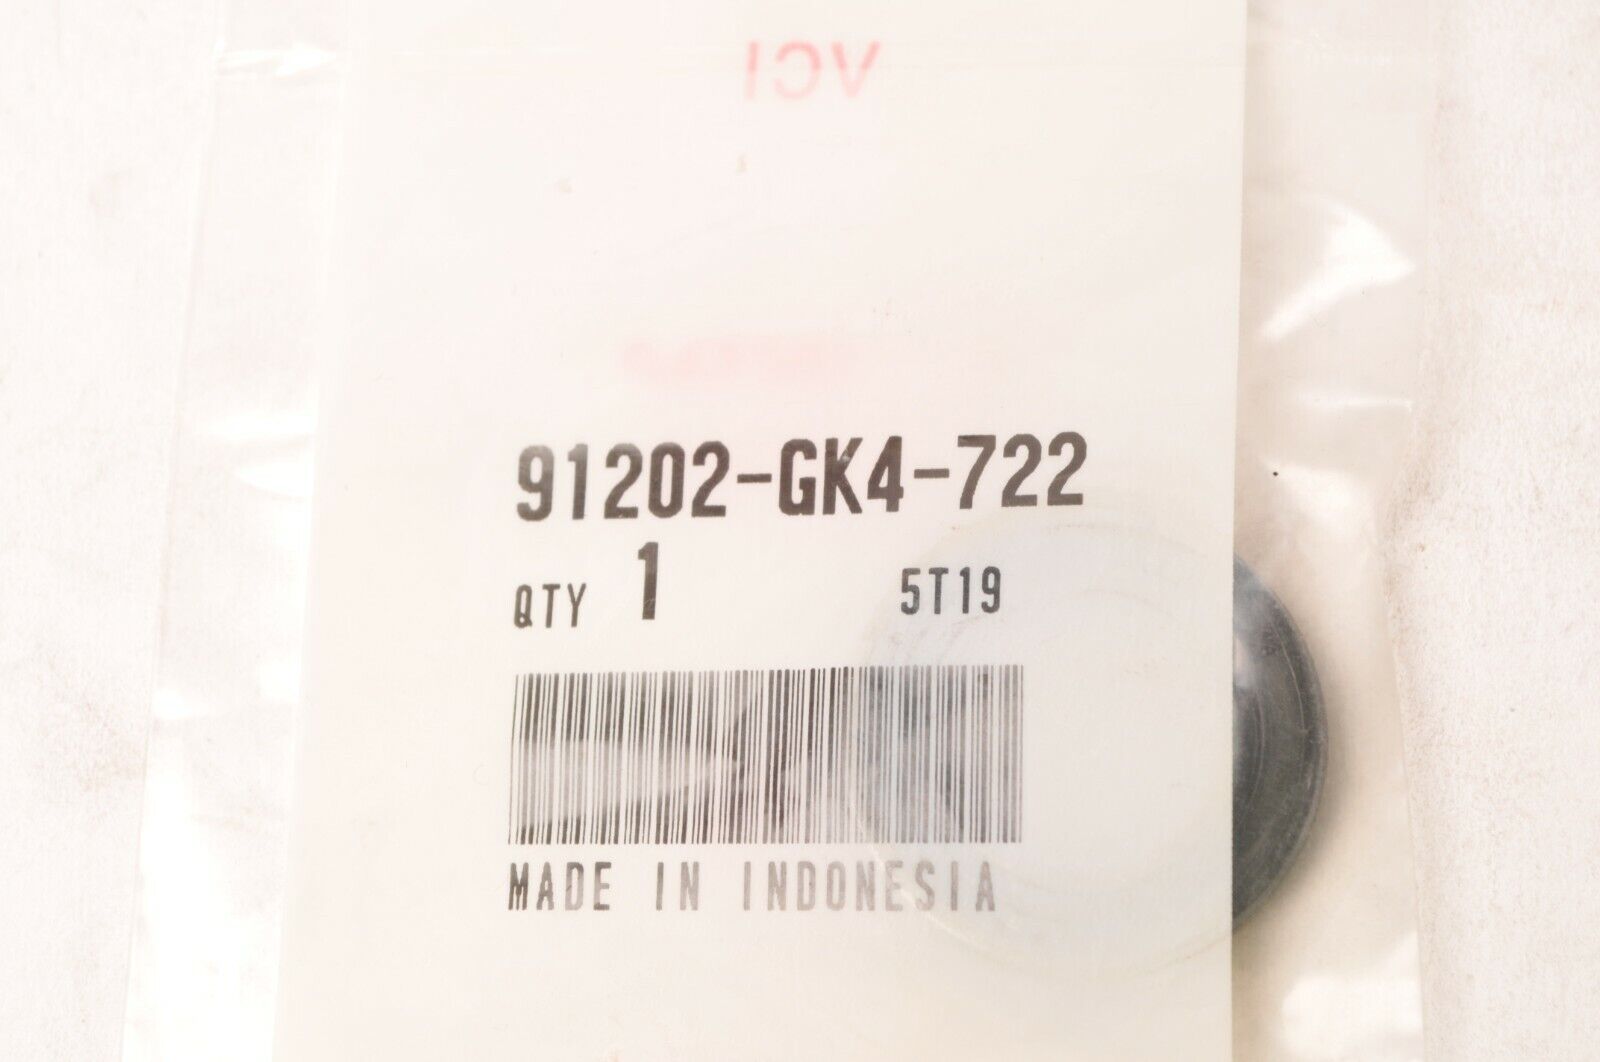 VCI
91202-GK4-722
QTY 1 5T19
MADE IN INDONESIA